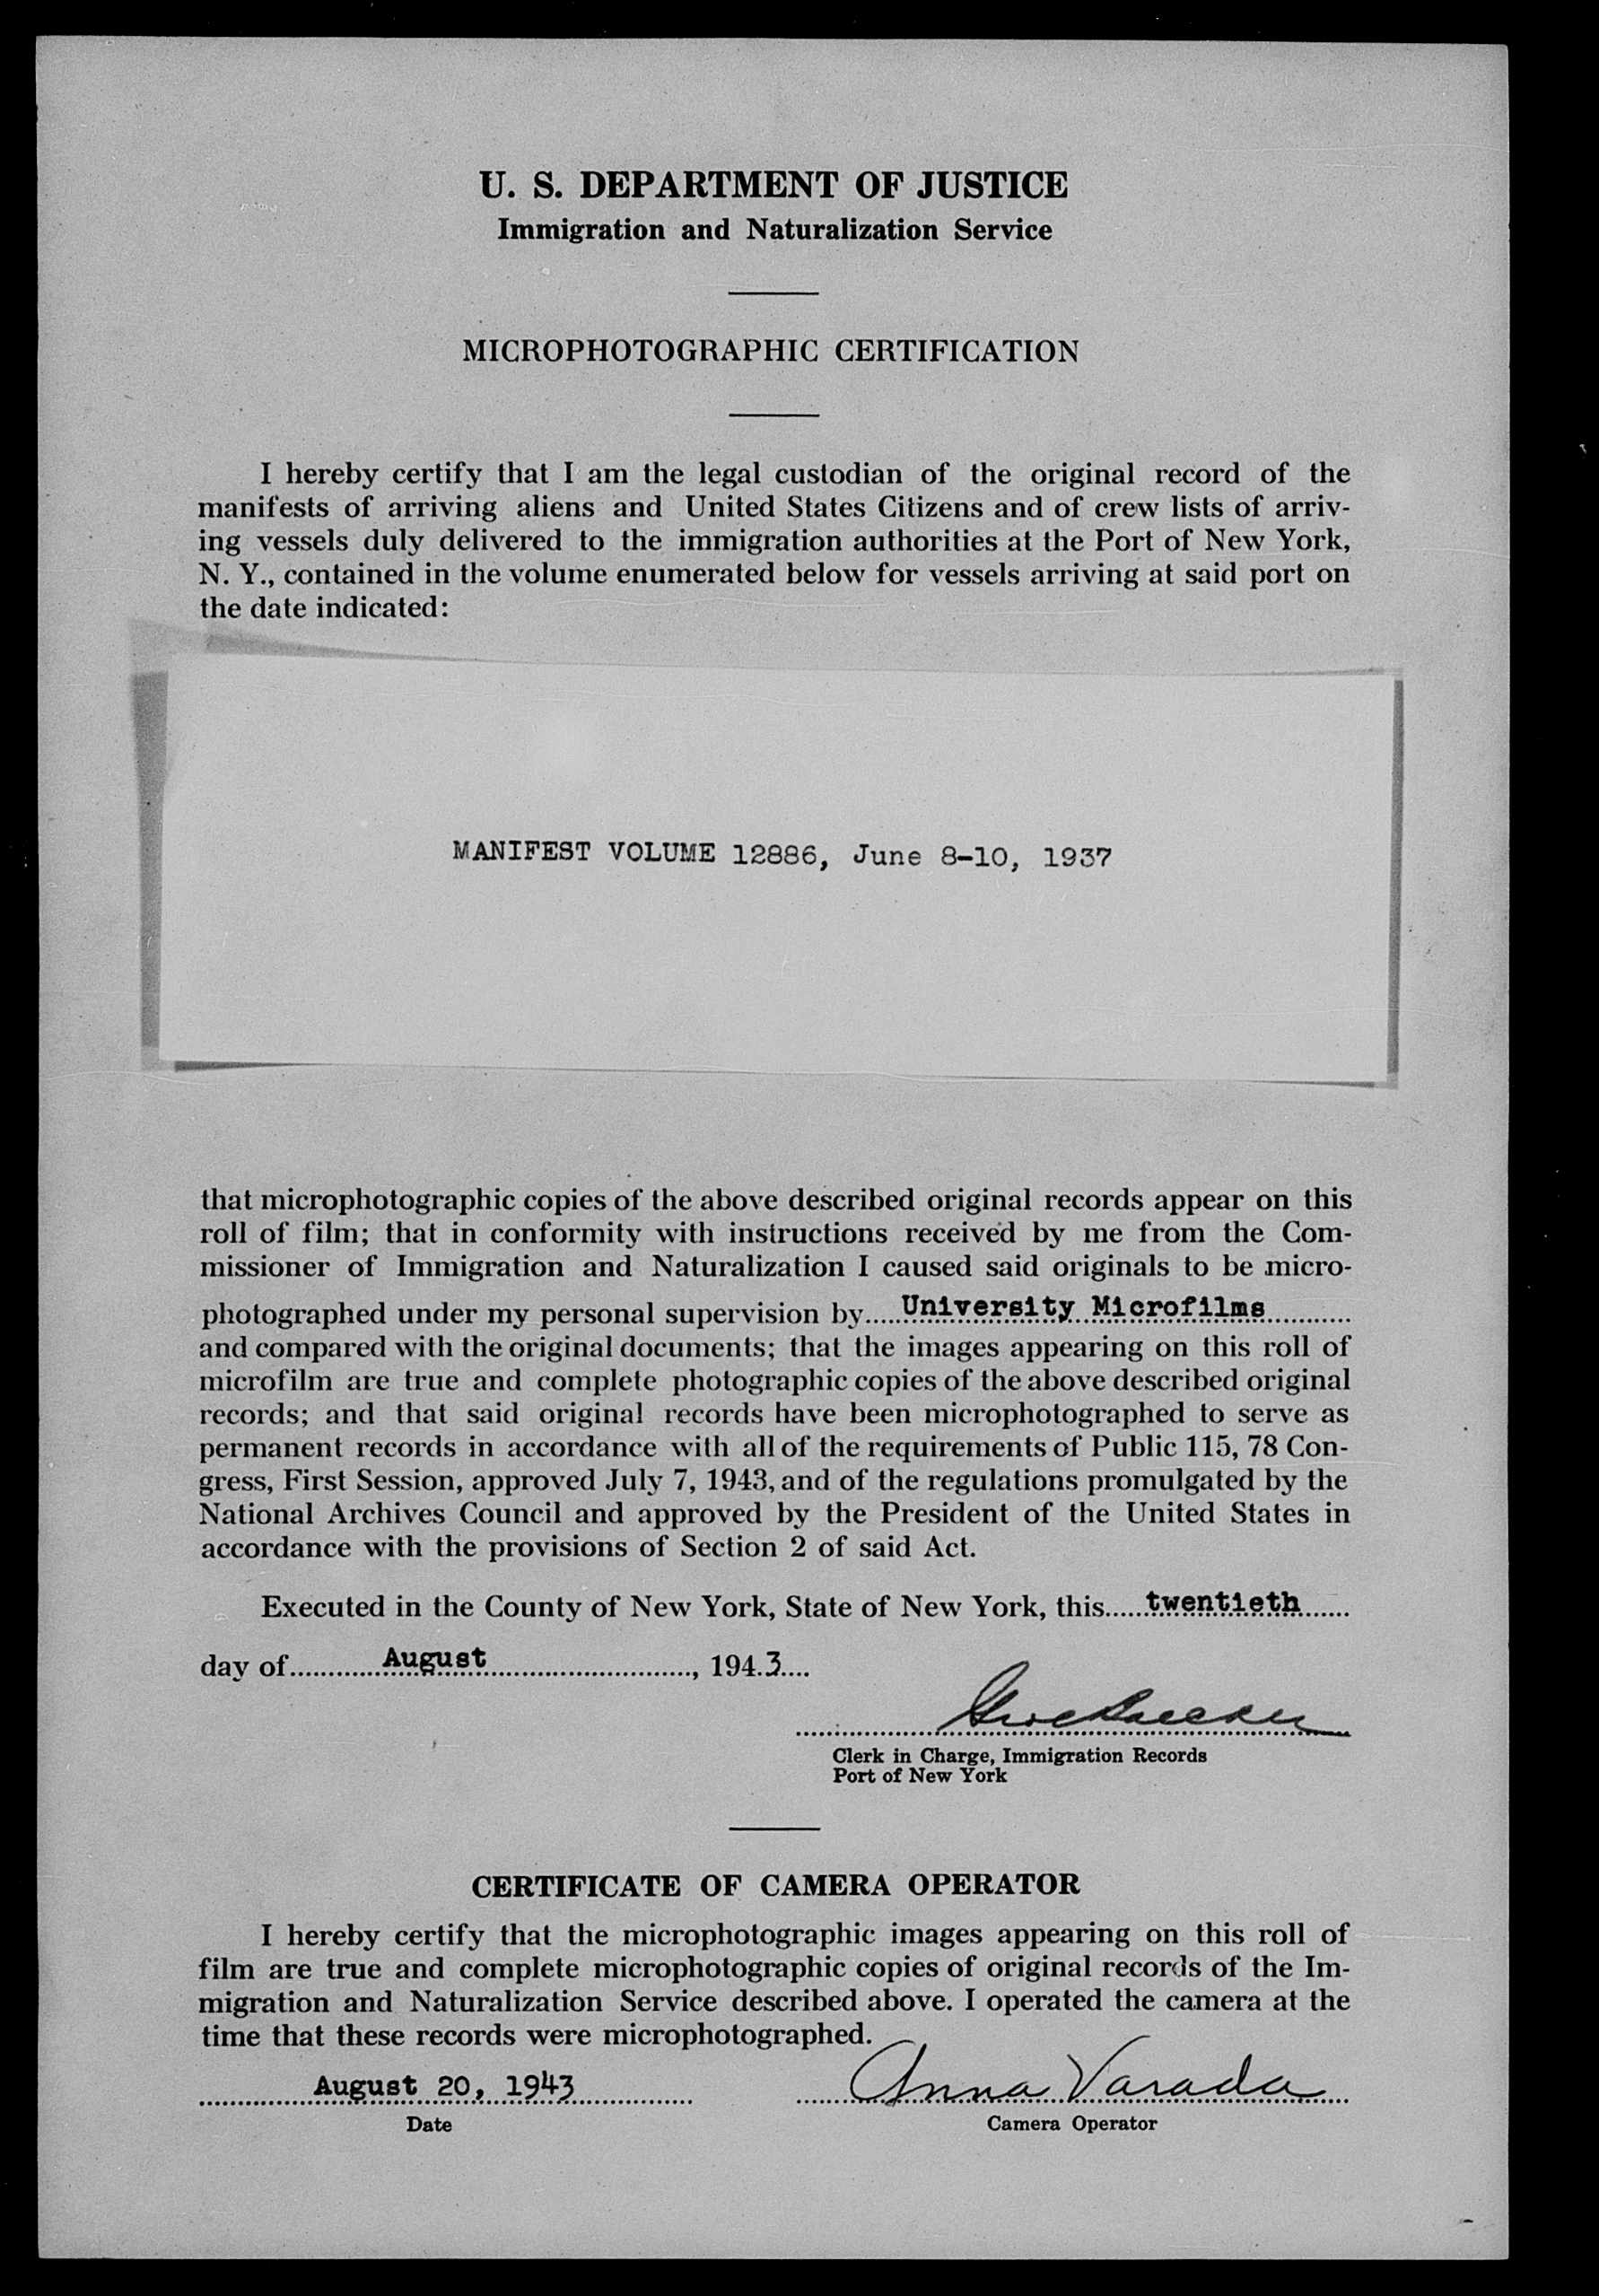 U. S. DEPARTMENT OF JUSTICE
Immigration and Naturalization Service
MICROPHOTOGRAPHIC CERTIFICATION
I hereby certify that I am the legal custodian of the original record of the
manifests of arriving aliens and United States Citizens and of crew lists of arriv-
ing vessels duly delivered to the immigration authorities at the Port of New York,
N. Y., contained in the volume enumerated below for vessels arriving at said port on
the date indicated:
MANIFEST VOLUME 12886, June 8-10, 1937
that microphotographic copies of the above described original records appear on this
roll of film; that in conformity with instructions received by me from the Com-
missioner of Immigration and Naturalization I caused said originals to be micro-
photographed under my personal supervision by.....University Microfilms............
and compared with the original documents; that the images appearing on this roll of
microfilm are true and complete photographic copies of the above described original
records; and that said original records have been microphotographed to serve as
permanent records in accordance with all of the requirements of Public 115, 78 Con-
gress, First Session, approved July 7, 1943, and of the regulations promulgated by the
National Archives Council and approved by the President of the United States in
accordance with the provisions of Section 2 of said Act.
Executed in the County of New York, State of New York, this......twentieth.......
day of.............August............................., 194.3....
Clerk in Charge, Immigration Records
Port of New York
CERTIFICATE OF CAMERA OPERATOR
I hereby certify that the microphotographic images appearing on this roll of
film are true and complete microphotographic copies of original records of the Im-
migration and Naturalization Service described above. I operated the camera at the
time that these records were microphotographed.
August 20, 1943 Anna Varada
Date Camera Operator